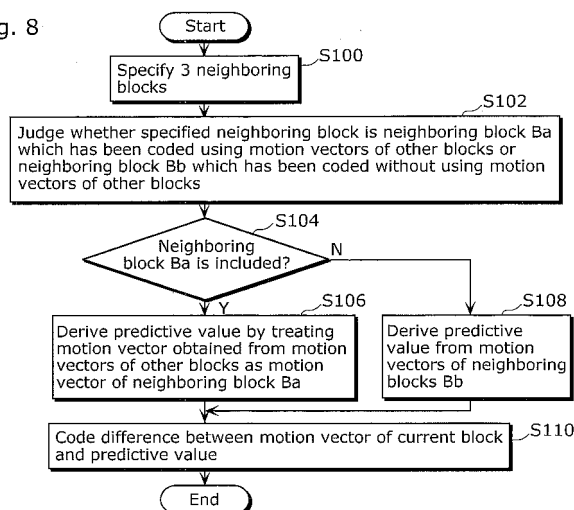 g. 8
Start
S100
Specify 3 neighboring
blocks
S102
Judge whether specified neighboring block is neighboring block Ba
which has been coded using motion vectors of other blocks or
neighboring block Bb which has been coded without using motion
vectors of other blocks
S104
Neighboring
block Ba is included?
N
Y
S106
Derive predictive value by treating
motion vector obtained from motion
vectors of other blocks as motion
vector of neighboring block Ba
S108
Derive predictive
value from motion
vectors of neighboring
blocks Bb
S110
Code difference between motion vector of current block
and predictive value
End